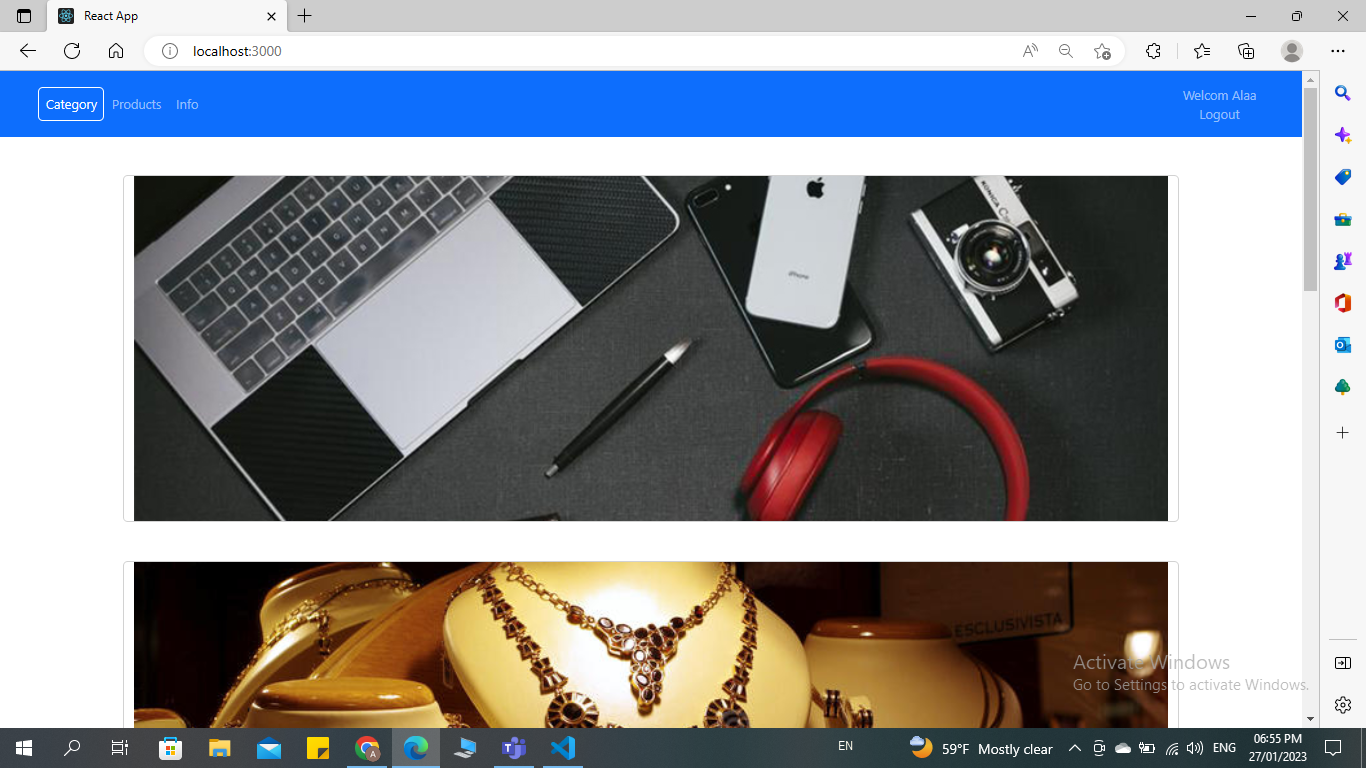 React App
localhost:3000
Category Products Info
Welcom Alaa
Logout
iPhone
ESCLUSIVISTA
Activate Windows
Go to Settings to activate Windows.
EN
59°F Mostly clear
ENG
06:55 PM
27/01/2023